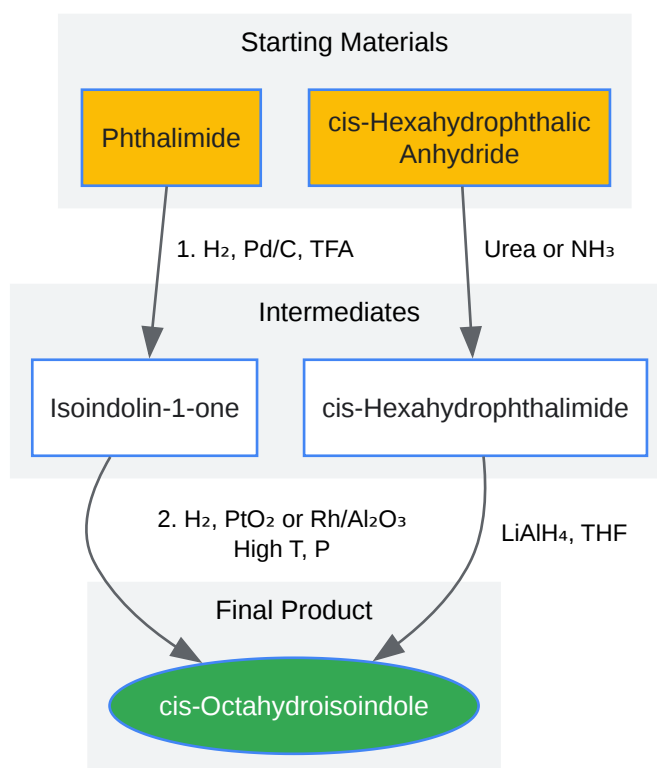 Starting Materials
Phthalimide
cis-Hexahydrophthalic
Anhydride
1. H₂, Pd/C, TFA
Urea or NH₃
Intermediates
Isoindolin-1-one
cis-Hexahydrophthalimide
2. H₂, PtO₂ or Rh/Al₂O₃
High T, P
LiAlH₄, THF
Final Product
cis-Octahydroisoindole